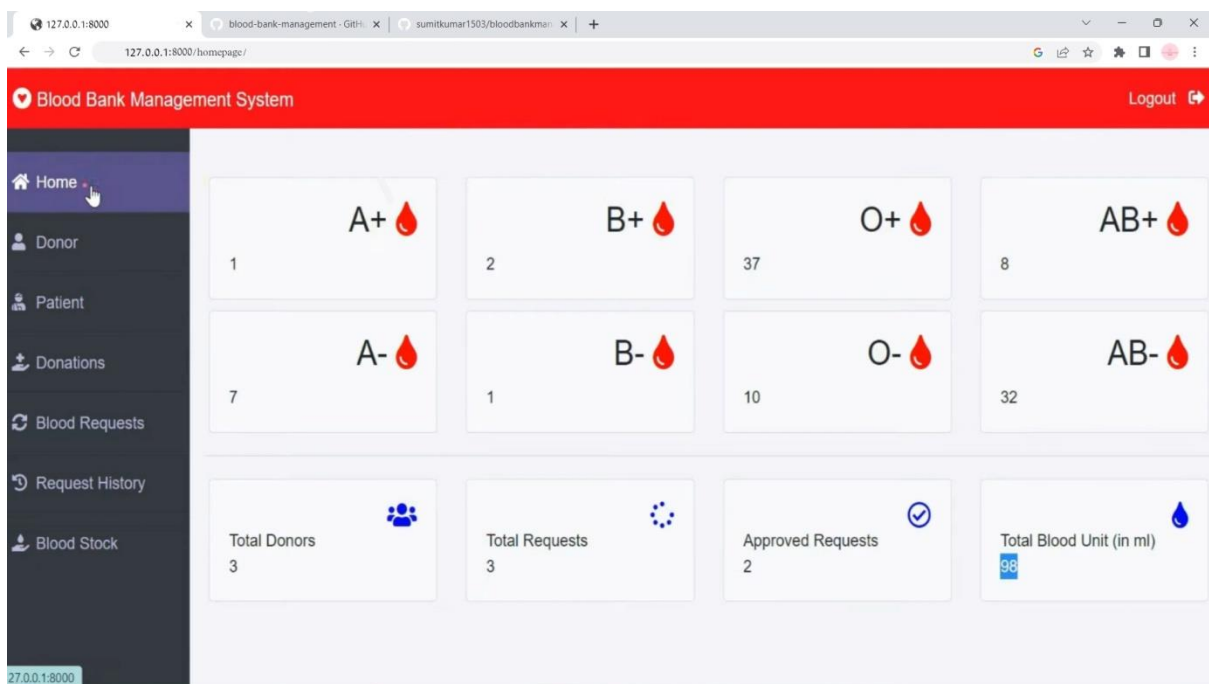 127.0.0.1:8000
blood-bank-management - GitH
sumitkumar1503/bloodbankman
127.0.0.1:8000/homepage/
Blood Bank Management System
Logout
Home
Donor
Patient
Donations
Blood Requests
Request History
Blood Stock
A+
1
B+
2
O+
37
AB+
8
A-
7
B-
1
O-
10
AB-
32
Total Donors
3
Total Requests
3
Approved Requests
2
Total Blood Unit (in ml)
98
27.0.0.1:8000